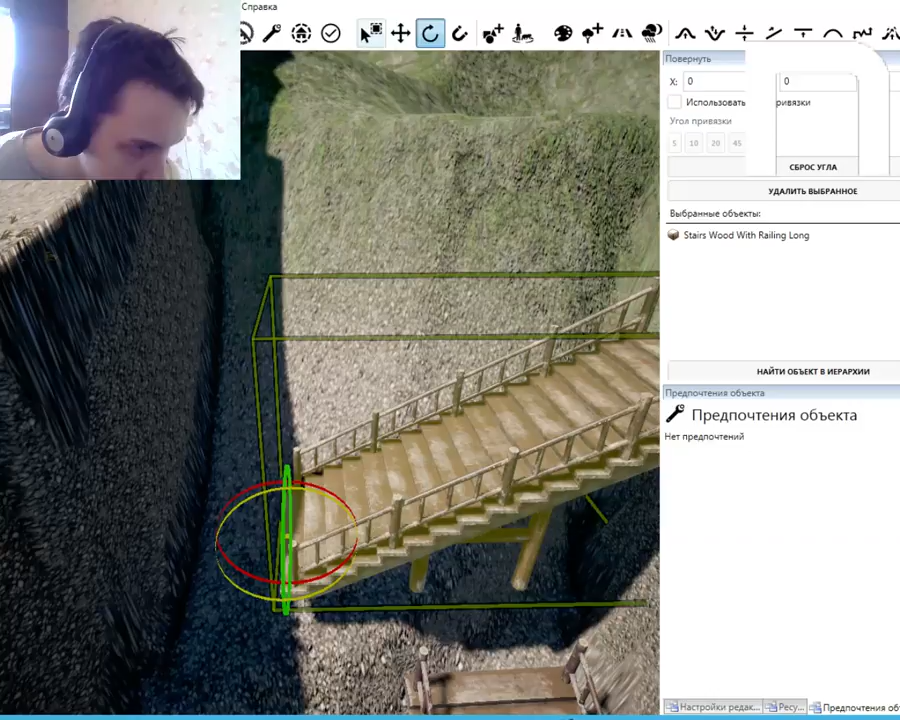 Справка
Повернуть
X: 0 0
Использовать ривязки
Угол привязки
5 10 20 45
СБРОС УГЛА
УДАЛИТЬ ВЫБРАННОЕ
Выбранные объекты:
Stairs Wood With Railing Long
НАЙТИ ОБЪЕКТ В ИЕРАРХИИ
Предпочтения объекта
Предпочтения объекта
Нет предпочтений
Настройки редак... Ресу... Предпочтения об